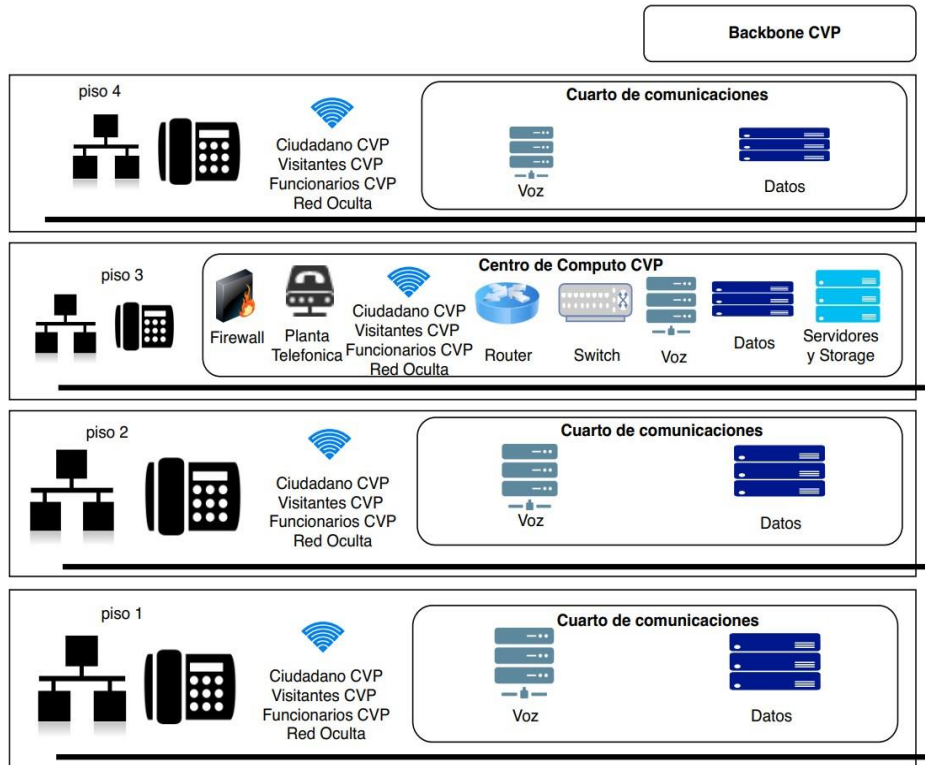 Backbone CVP
piso 4
Cuarto de comunicaciones
Ciudadano CVP
Visitantes CVP
Funcionarios CVP
Red Oculta
Voz
Datos
piso 3
Centro de Computo CVP
Firewall
Planta
Telefonica
Ciudadano CVP
Visitantes CVP
Funcionarios CVP
Red Oculta
Router
Switch
Voz
Datos
Servidores
y Storage
piso 2
Cuarto de comunicaciones
Ciudadano CVP
Visitantes CVP
Funcionarios CVP
Red Oculta
Voz
Datos
piso 1
Cuarto de comunicaciones
Ciudadano CVP
Visitantes CVP
Funcionarios CVP
Red Oculta
Voz
Datos